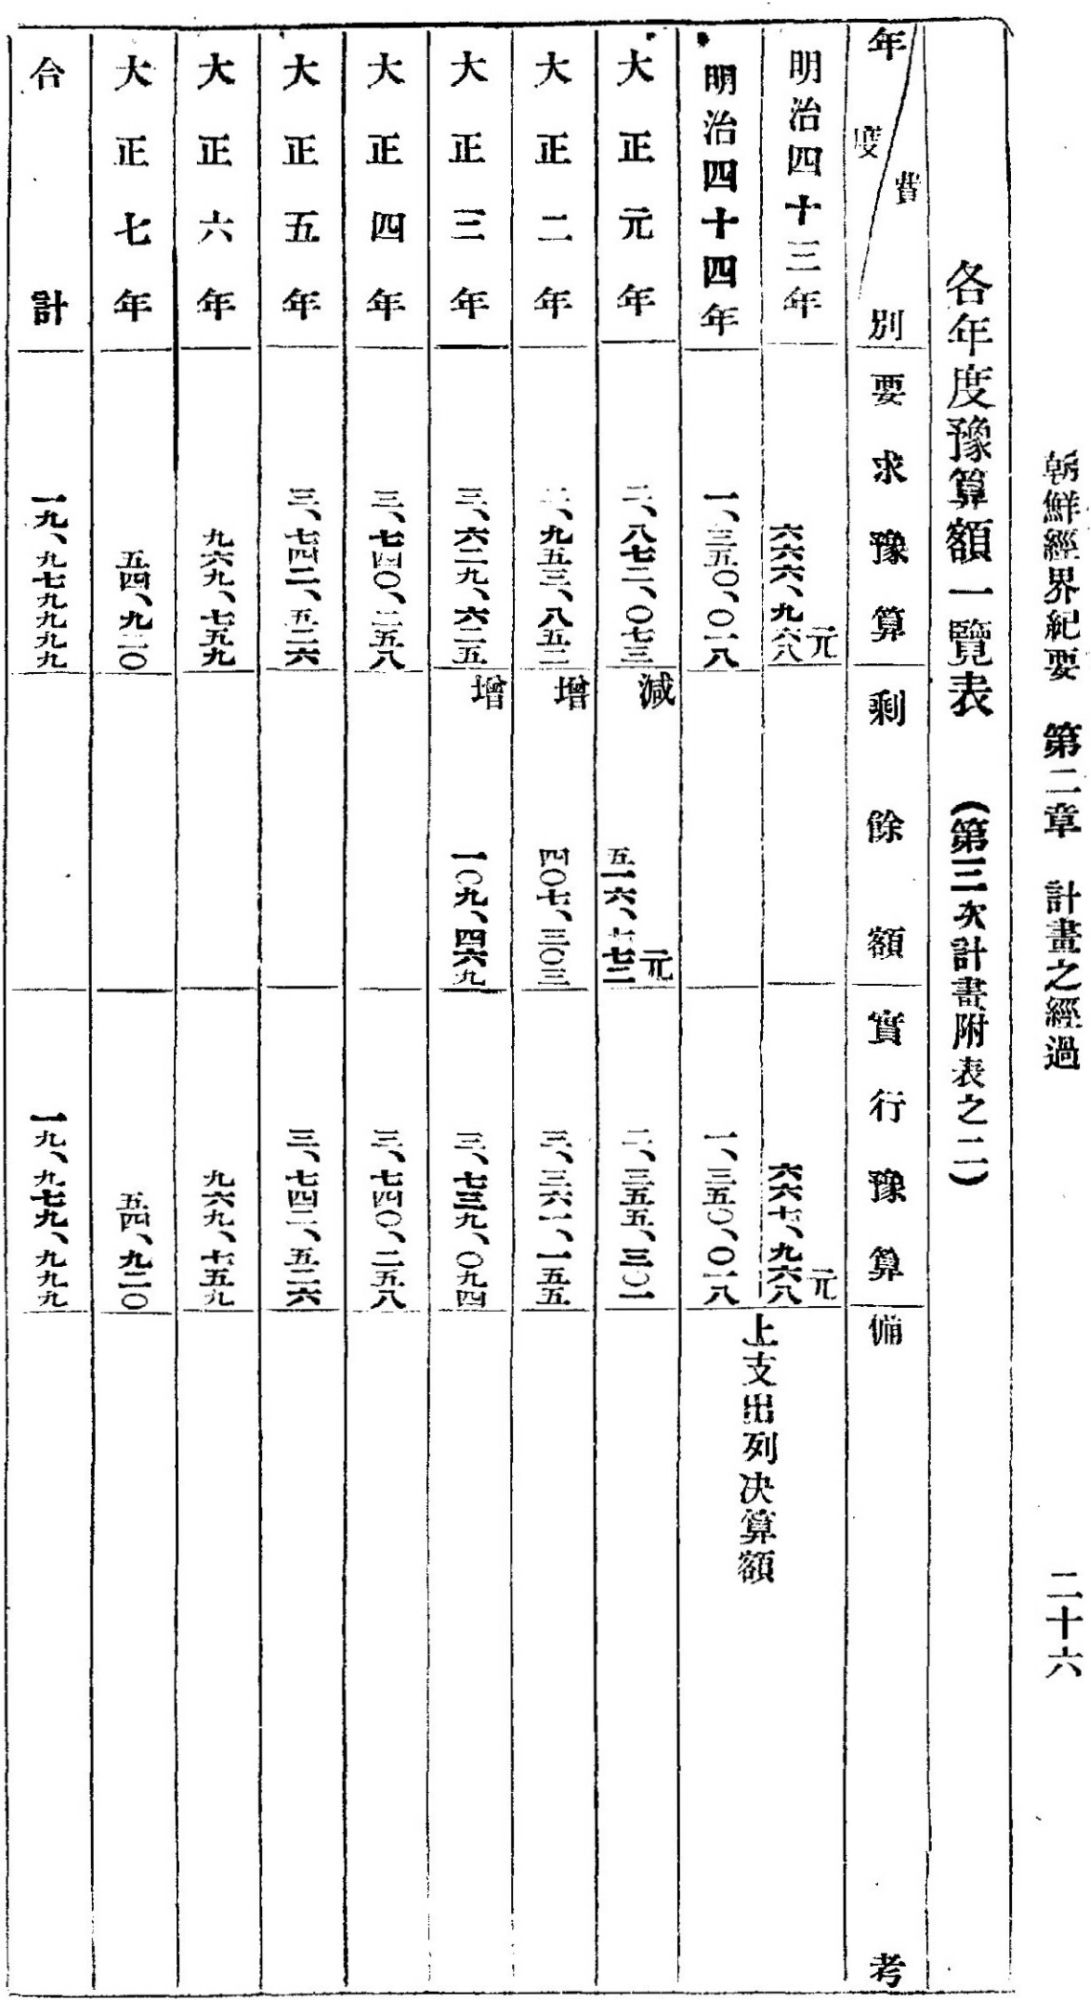 朝鮮經界紀要 第二章 計畫之經過 二十六
各年度豫算額一覽表 (第三次計畫附表之二)
年度 費別 要求豫算 剩餘額 實行豫算 備考
明治四十三年 六六六、九六八元 六六七、九六八元
明治四十四年 一、三五〇、〇一八 一、三五〇、〇一八
上支出列決算額
大正元年 二、八七二、〇七三 減 五一六、七七二元 二、三五五、三〇一
大正二年 二、九五三、八五二 增 四〇七、三〇三 三、三六一、一五五
大正三年 三、六二九、六二五 增 一〇九、四六九 三、七三九、〇九四
大正四年 三、七四〇、二五八 三、七四〇、二五八
大正五年 三、七四二、五二六 三、七四二、五二六
大正六年 九六九、七五九 九六九、七五九
大正七年 五四、九二〇 五四、九二〇
合計 一九、九七九九九九 一九、九七九、九九九